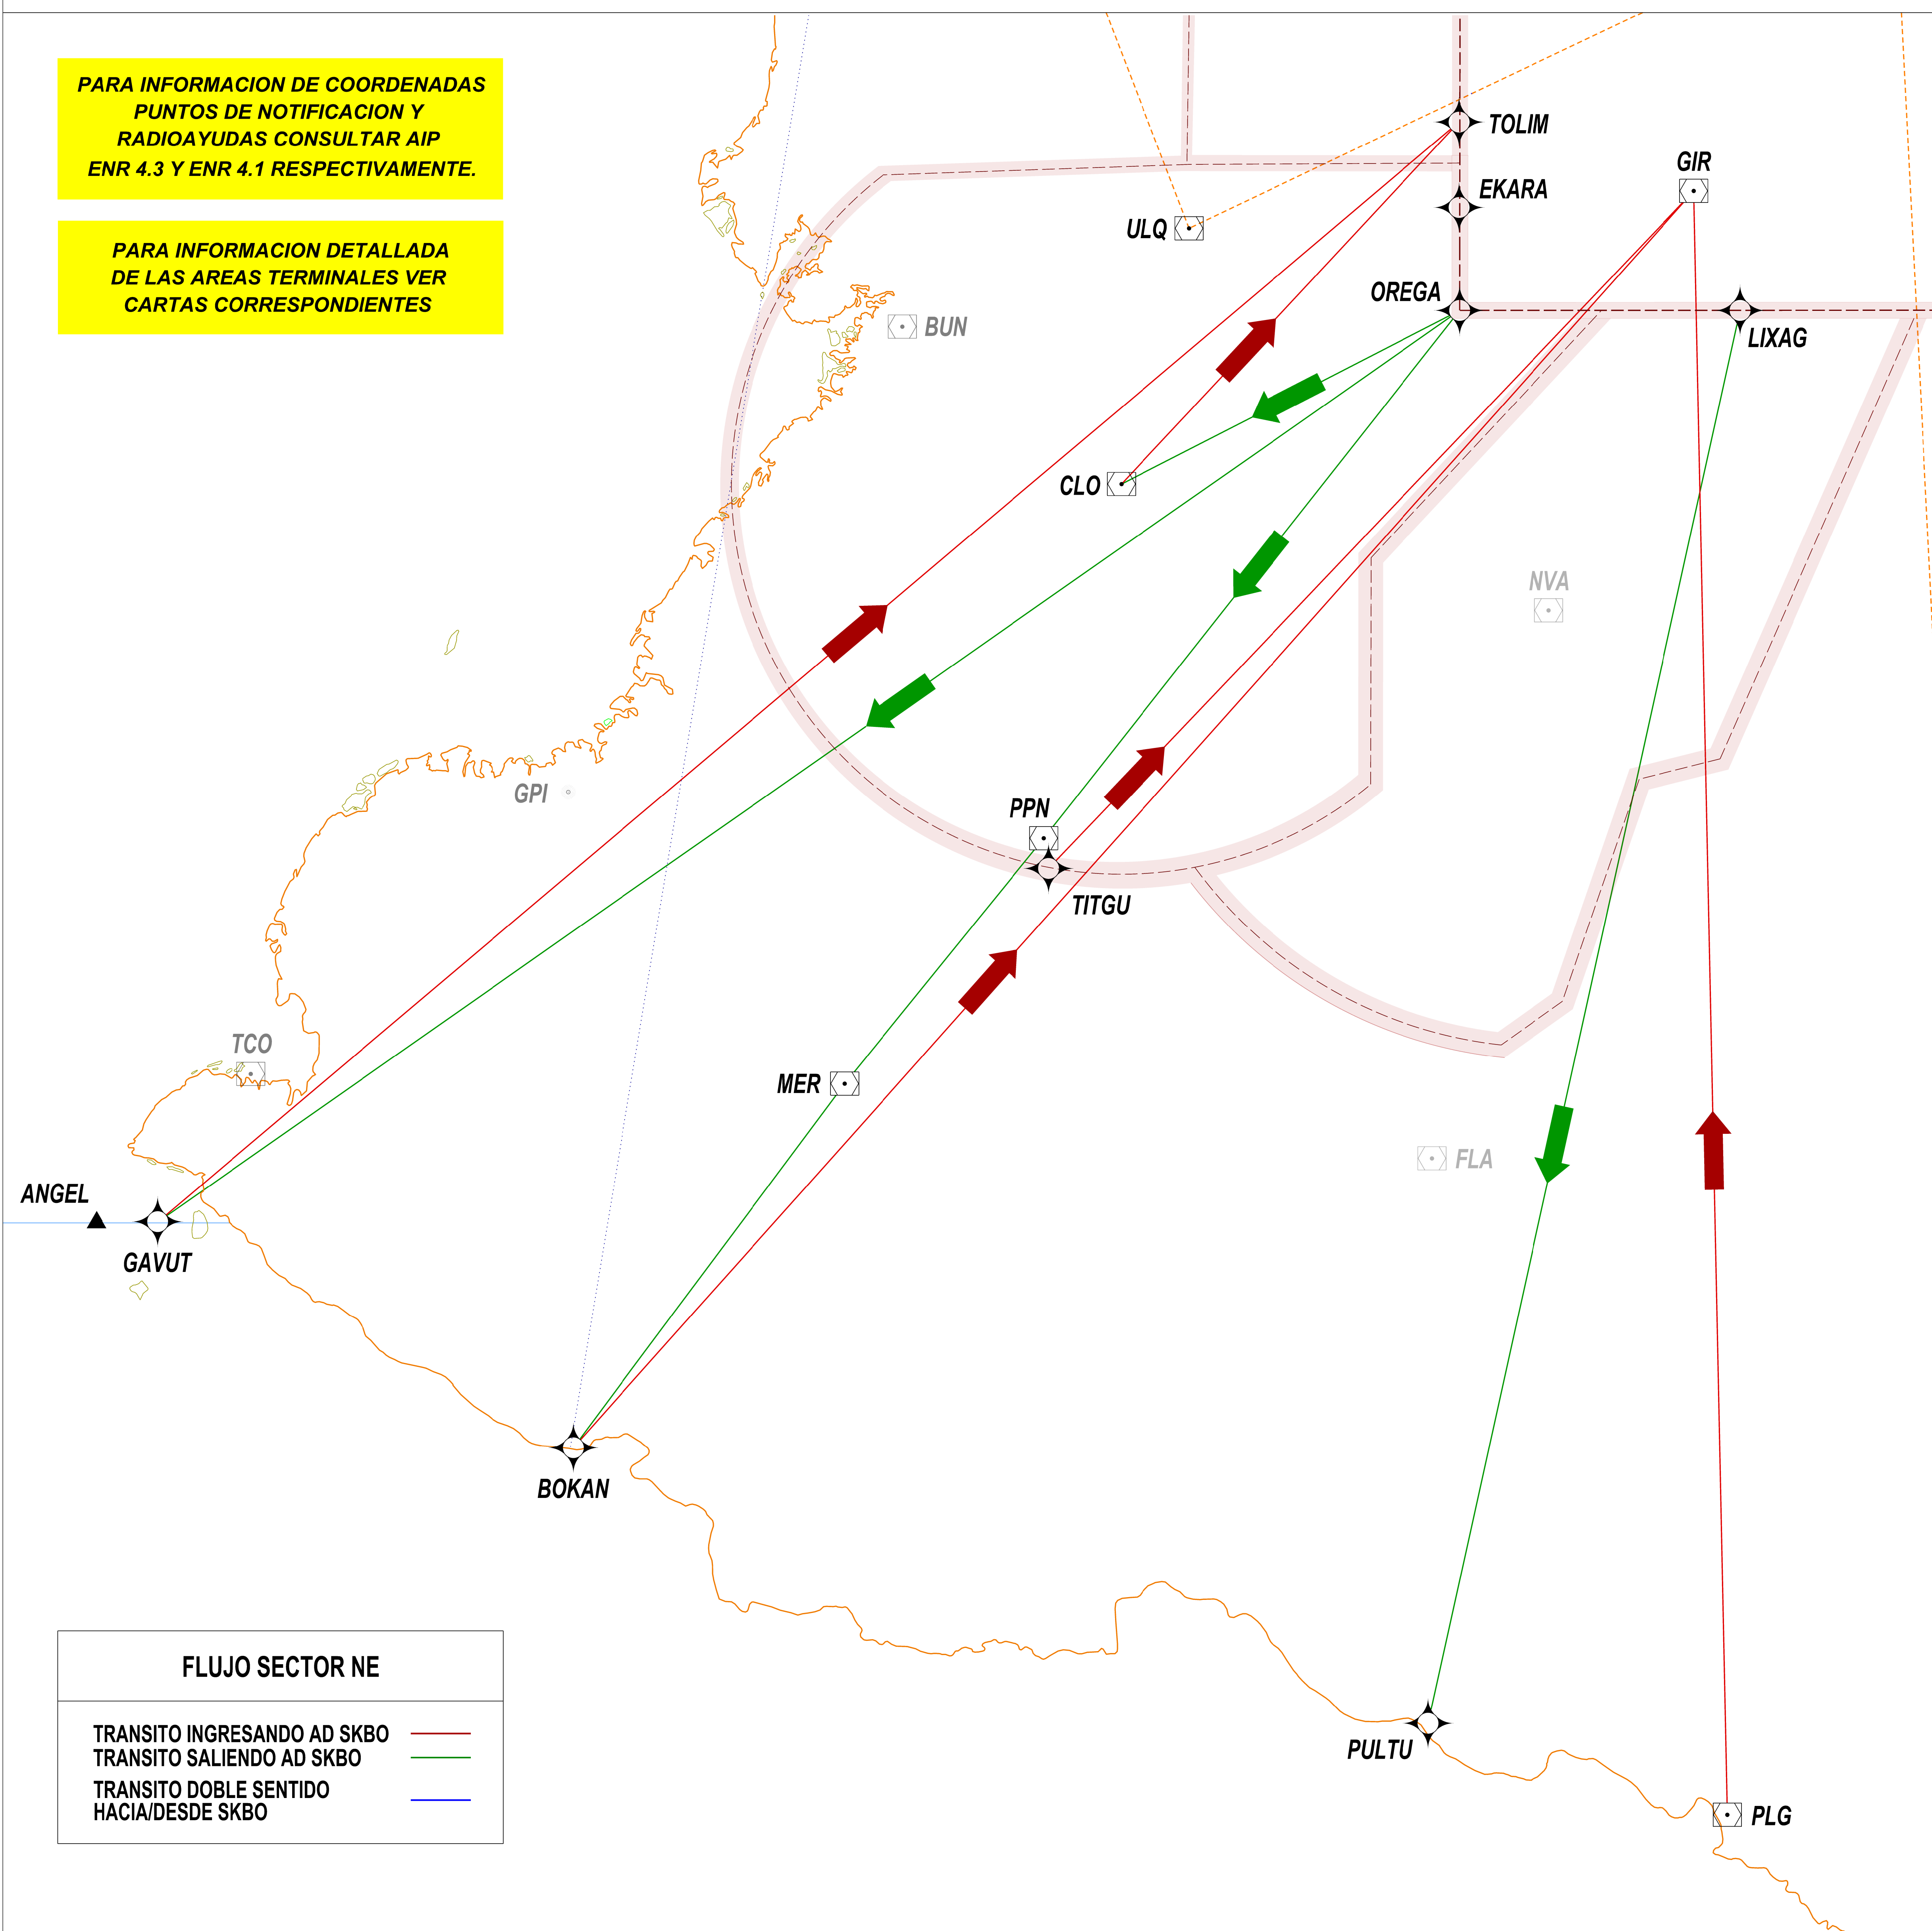 PARA INFORMACION DE COORDENADAS
PUNTOS DE NOTIFICACION Y
RADIOAYUDAS CONSULTAR AIP
ENR 4.3 Y ENR 4.1 RESPECTIVAMENTE.
PARA INFORMACION DETALLADA
DE LAS AREAS TERMINALES VER
CARTAS CORRESPONDIENTES
TOLIM
GIR
EKARA
ULQ
OREGA
BUN
LIXAG
CLO
NVA
GPI
PPN
TITGU
TCO
MER
FLA
ANGEL
GAVUT
BOKAN
PULTU
PLG
FLUJO SECTOR NE
TRANSITO INGRESANDO AD SKBO
TRANSITO SALIENDO AD SKBO
TRANSITO DOBLE SENTIDO
HACIA/DESDE SKBO